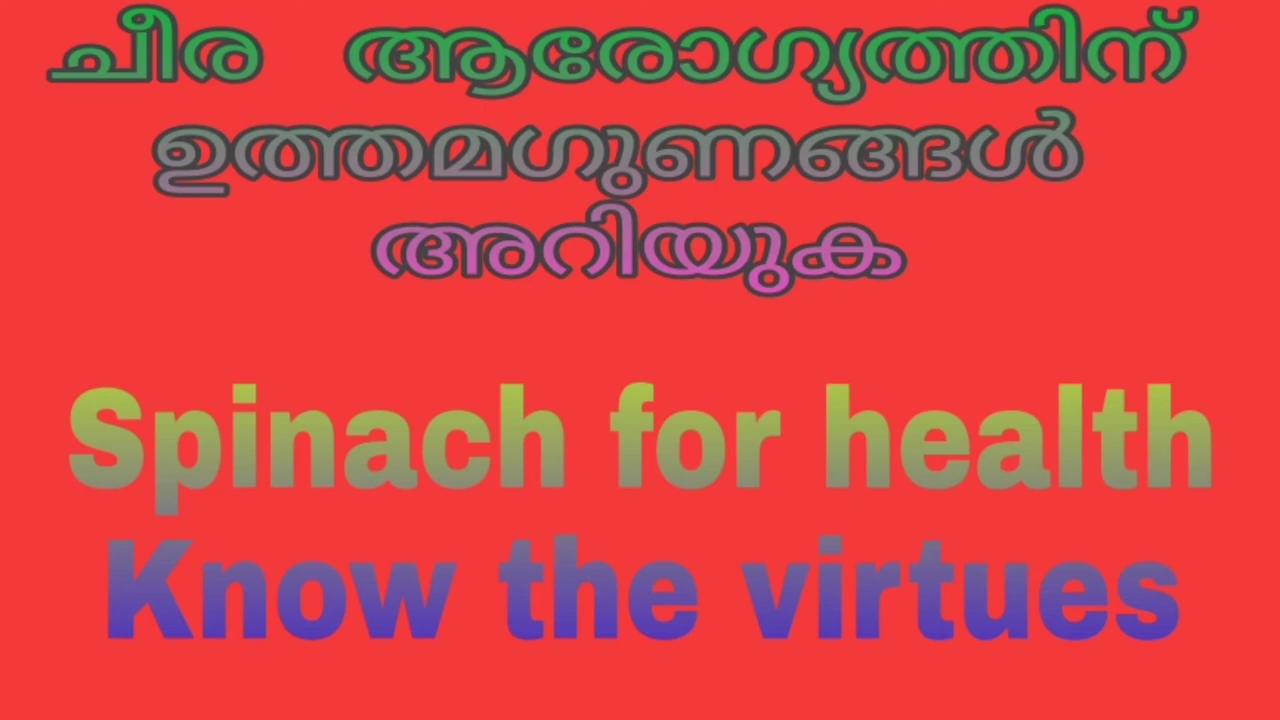 ചീര ആരോഗ്യത്തിന്
ഉത്തമഗുണങ്ങൾ
അറിയുക
Spinach for health
Know the virtues